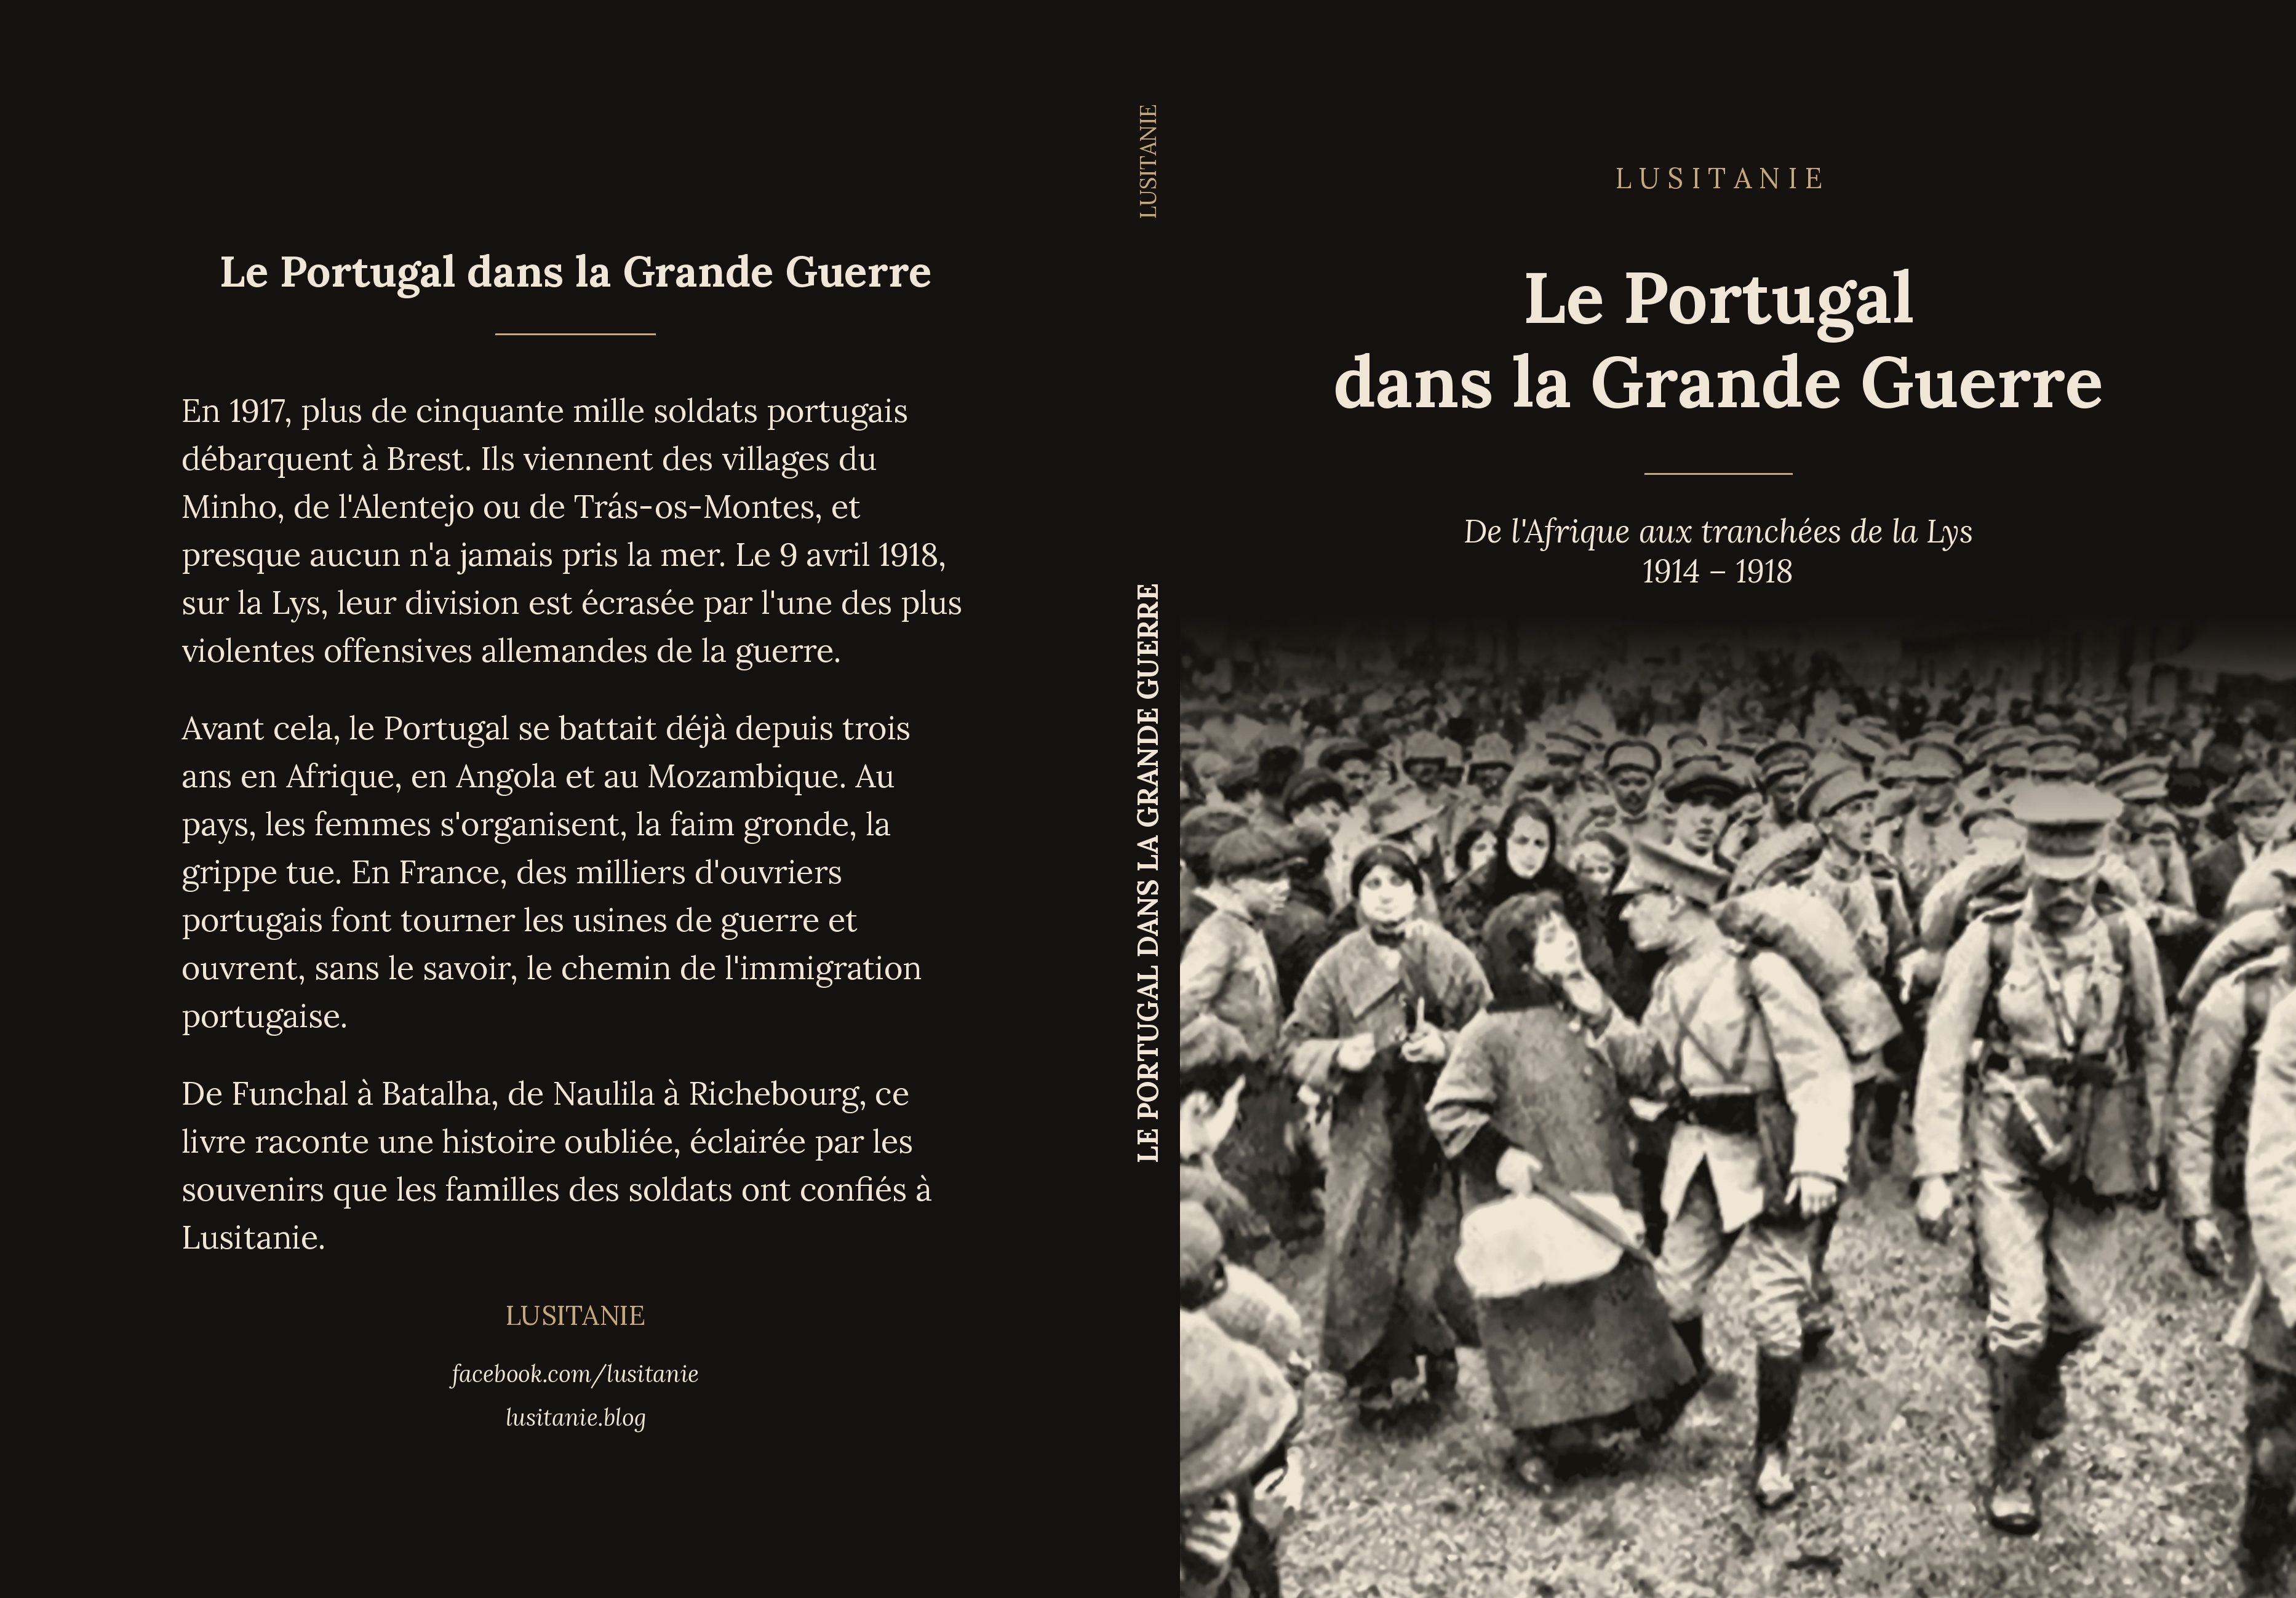 Le Portugal dans la Grande Guerre
En 1917, plus de cinquante mille soldats portugais
débarquent à Brest. Ils viennent des villages du
Minho, de l'Alentejo ou de Trás-os-Montes, et
presque aucun n'a jamais pris la mer. Le 9 avril 1918,
sur la Lys, leur division est écrasée par l'une des plus
violentes offensives allemandes de la guerre.
Avant cela, le Portugal se battait déjà depuis trois
ans en Afrique, en Angola et au Mozambique. Au
pays, les femmes s'organisent, la faim gronde, la
grippe tue. En France, des milliers d'ouvriers
portugais font tourner les usines de guerre et
ouvrent, sans le savoir, le chemin de l'immigration
portugaise.
De Funchal à Batalha, de Naulila à Richebourg, ce
livre raconte une histoire oubliée, éclairée par les
souvenirs que les familles des soldats ont confiés à
Lusitanie.
LUSITANIE
facebook.com/lusitanie
lusitanie.blog
LUSITANIE
LE PORTUGAL DANS LA GRANDE GUERRE
LUSITANIE
Le Portugal
dans la Grande Guerre
De l'Afrique aux tranchées de la Lys
1914 – 1918